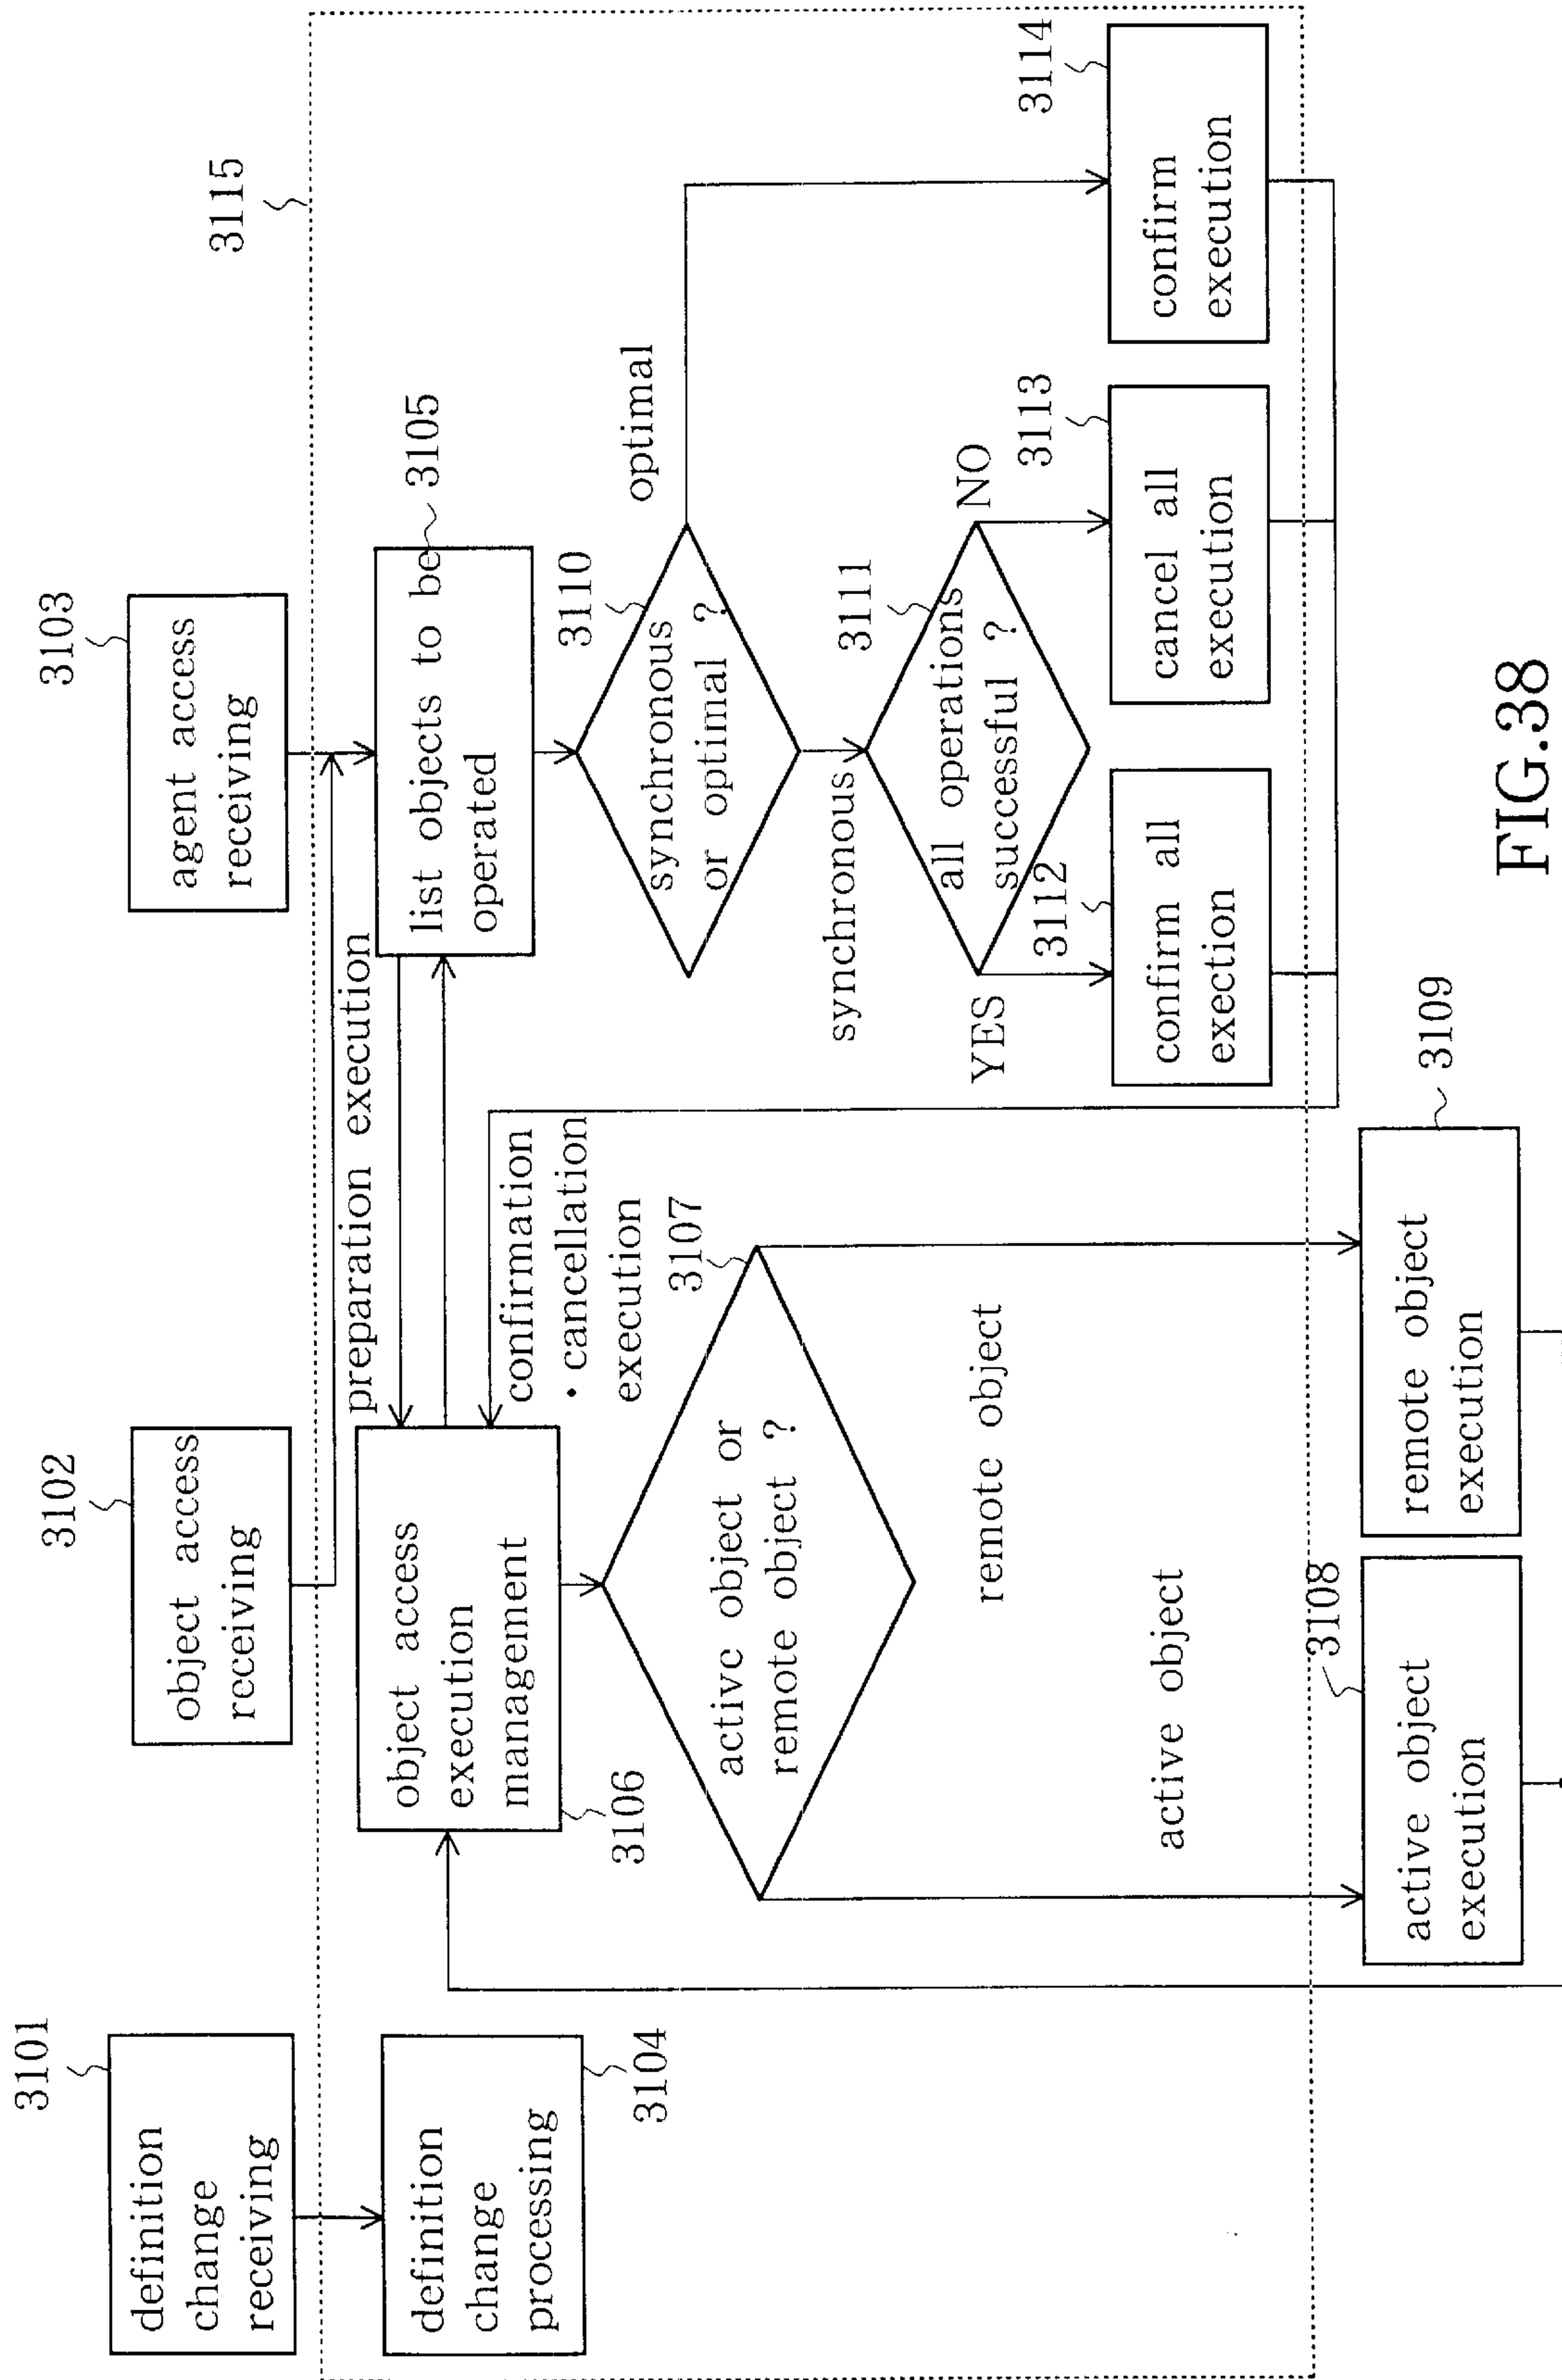 3101
definition
change
receiving
3102
object access
receiving
3103
agent access
receiving
3115
definition
change
processing
3104
object access
execution
management
3106
preparation execution
list objects to be
operated
3105
confirmation
・cancellation
execution
active object or
remote object ?
3107
synchronous
or optimal ?
3110
optimal
synchronous
all operations
successful ?
3111
YES
NO
remote object
active object
confirm all
exection
3112
cancel all
execution
3113
confirm
execution
3114
active object
execution
3108
remote object
execution
3109
FIG.38